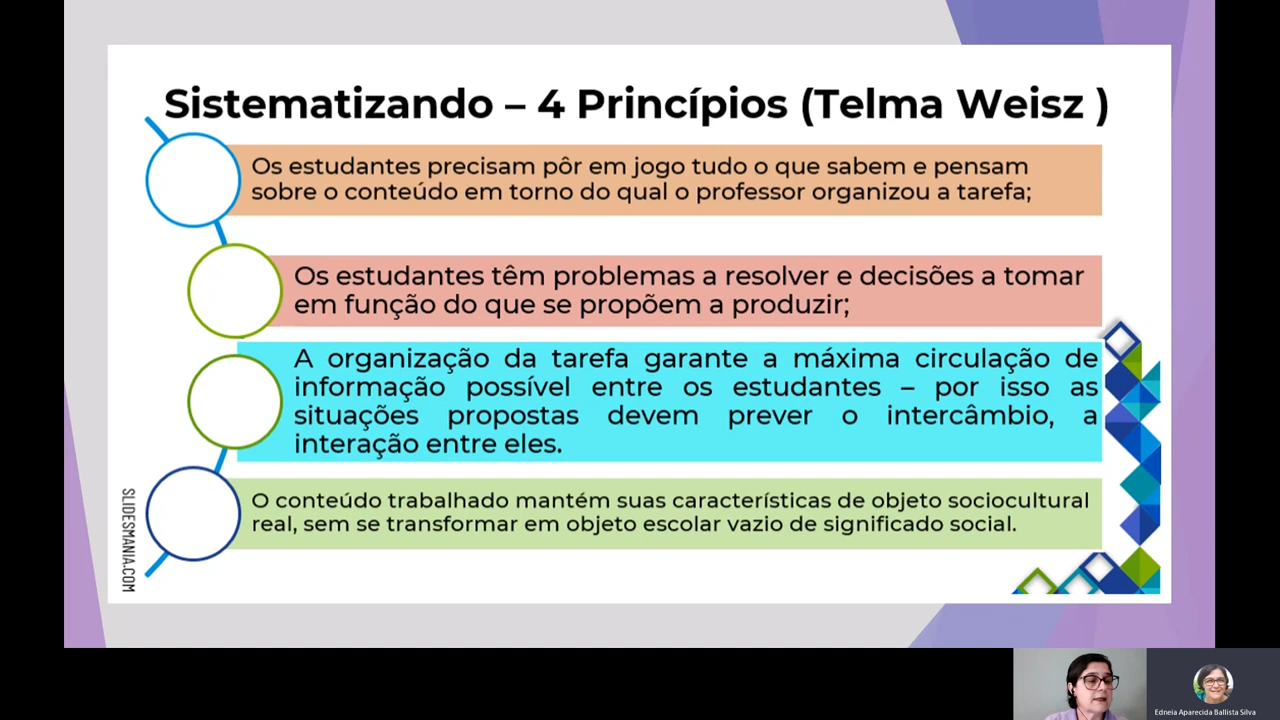 Sistematizando – 4 Princípios (Telma Weisz )
Os estudantes precisam pôr em jogo tudo o que sabem e pensam
sobre o conteúdo em torno do qual o professor organizou a tarefa;
Os estudantes têm problemas a resolver e decisões a tomar
em função do que se propõem a produzir;
A organização da tarefa garante a máxima circulação de
informação possível entre os estudantes – por isso as
situações propostas devem prever o intercâmbio, a
interação entre eles.
O conteúdo trabalhado mantém suas características de objeto sociocultural
real, sem se transformar em objeto escolar vazio de significado social.
SLIDESMANIA.COM
Edneia Aparecida Ballista Silva